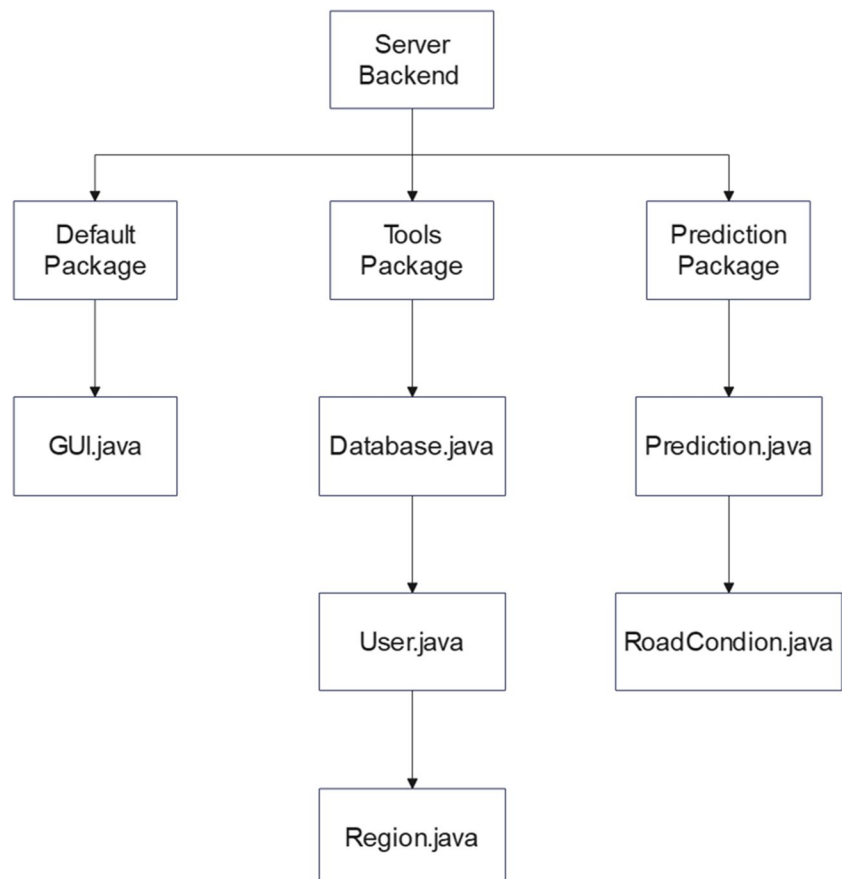 Server
Backend
Default
Package
Tools
Package
Prediction
Package
GUI.java
Database.java
Prediction.java
User.java
RoadCondion.java
Region.java